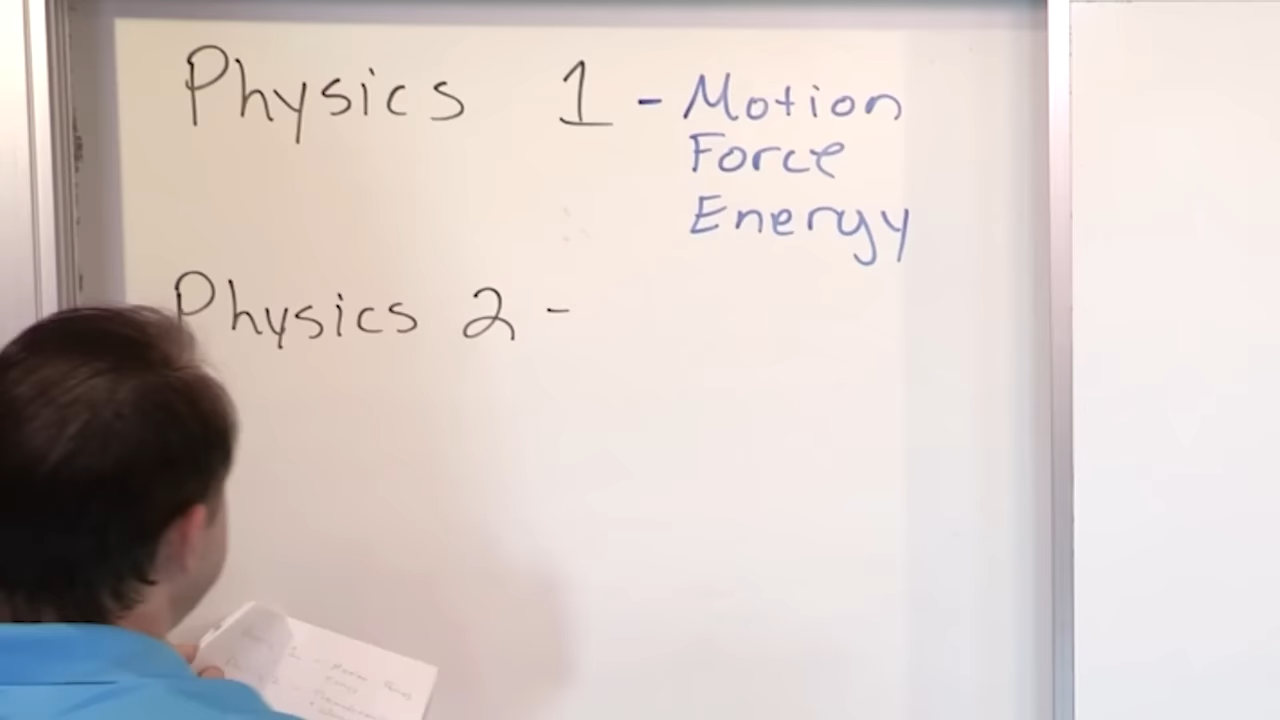 Physics 1 - Motion
Force
Energy
Physics 2 -